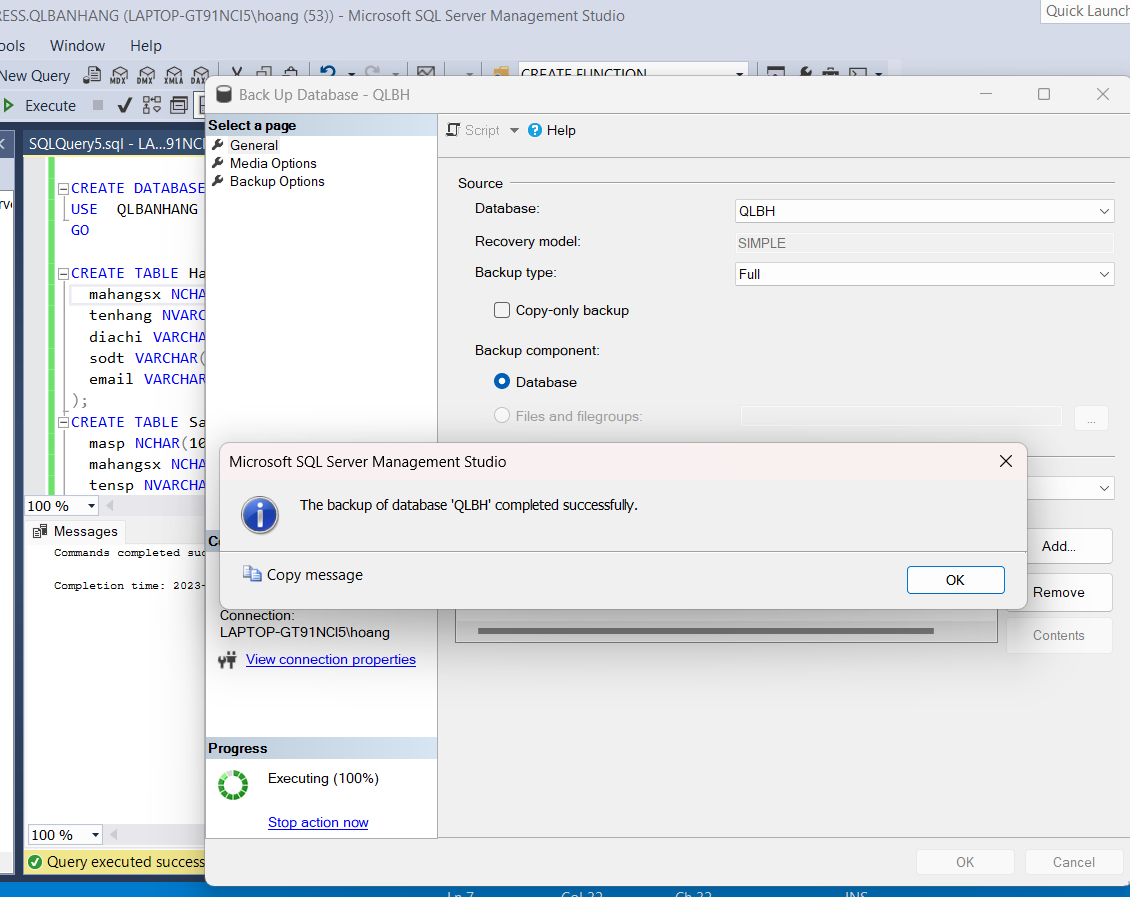 RESS.QLBANHANG (LAPTOP-GT91NCI5\hoang (53)) - Microsoft SQL Server Management Studio
Quick Launch
ools Window Help
New Query MDX DMX XMLA DAX
CREATE FUNCTION
Execute
SQLQuery5.sql - LA...91NCI
CREATE DATABASE
USE QLBANHANG
GO
CREATE TABLE Ha
mahangsx NCHA
tenhang NVARC
diachi VARCHA
sodt VARCHAR(
email VARCHAR
);
CREATE TABLE Sa
masp NCHAR(10
mahangsx NCHA
tensp NVARCHA
100 %
Messages
Commands completed suc
Completion time: 2023-
100 %
Query executed success
Back Up Database - QLBH
Select a page
General
Media Options
Backup Options
Script Help
Source
Database: QLBH
Recovery model: SIMPLE
Backup type: Full
Copy-only backup
Backup component:
Database
Files and filegroups: ...
Microsoft SQL Server Management Studio
The backup of database 'QLBH' completed successfully.
Copy message
OK
Add...
Remove
Contents
Connection:
LAPTOP-GT91NCI5\hoang
View connection properties
Progress
Executing (100%)
Stop action now
OK Cancel
Ln 7 Col 22 Ch 22 INS